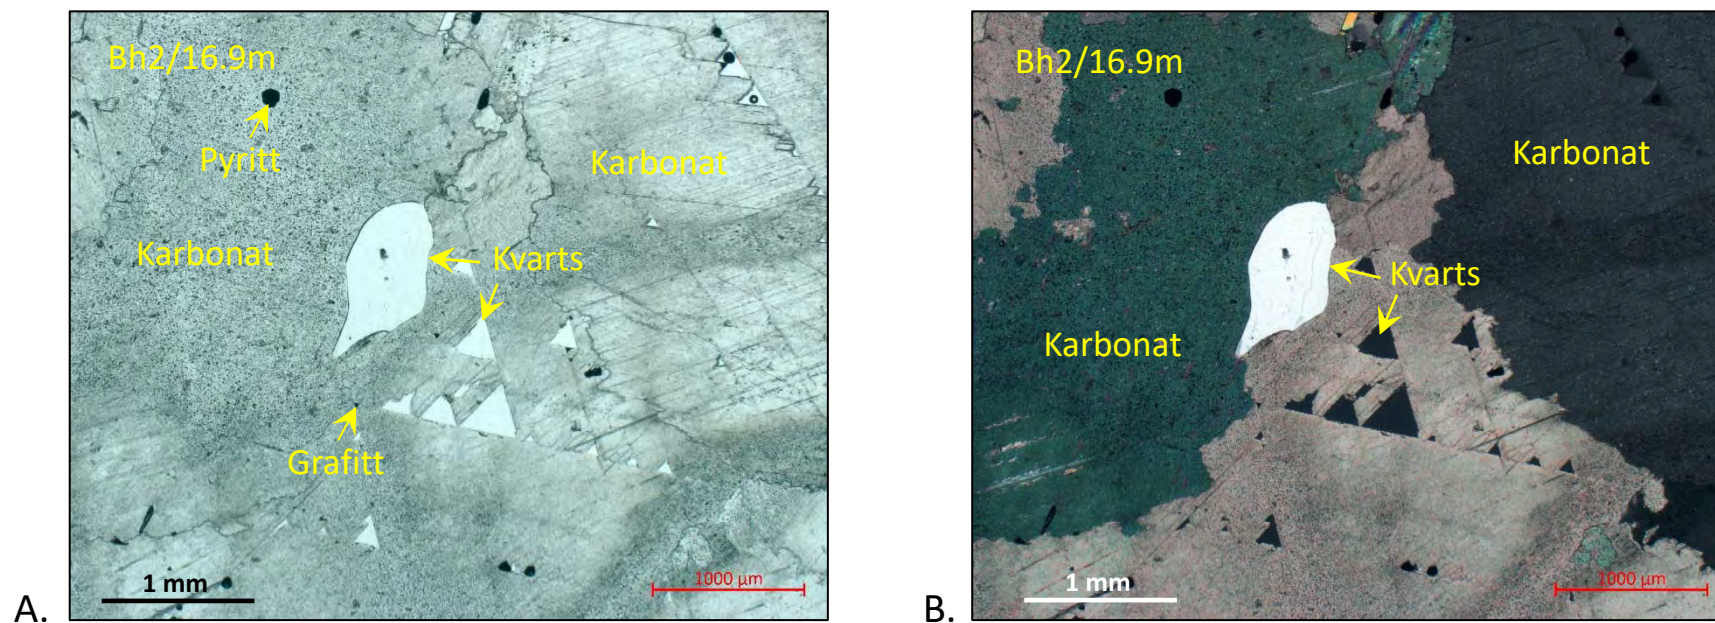 Bh2/16.9m
Pyritt
Karbonat
Karbonat
Kvarts
Grafitt
1 mm
1000 µm
A.
Bh2/16.9m
Karbonat
Kvarts
Karbonat
1 mm
1000 µm
B.